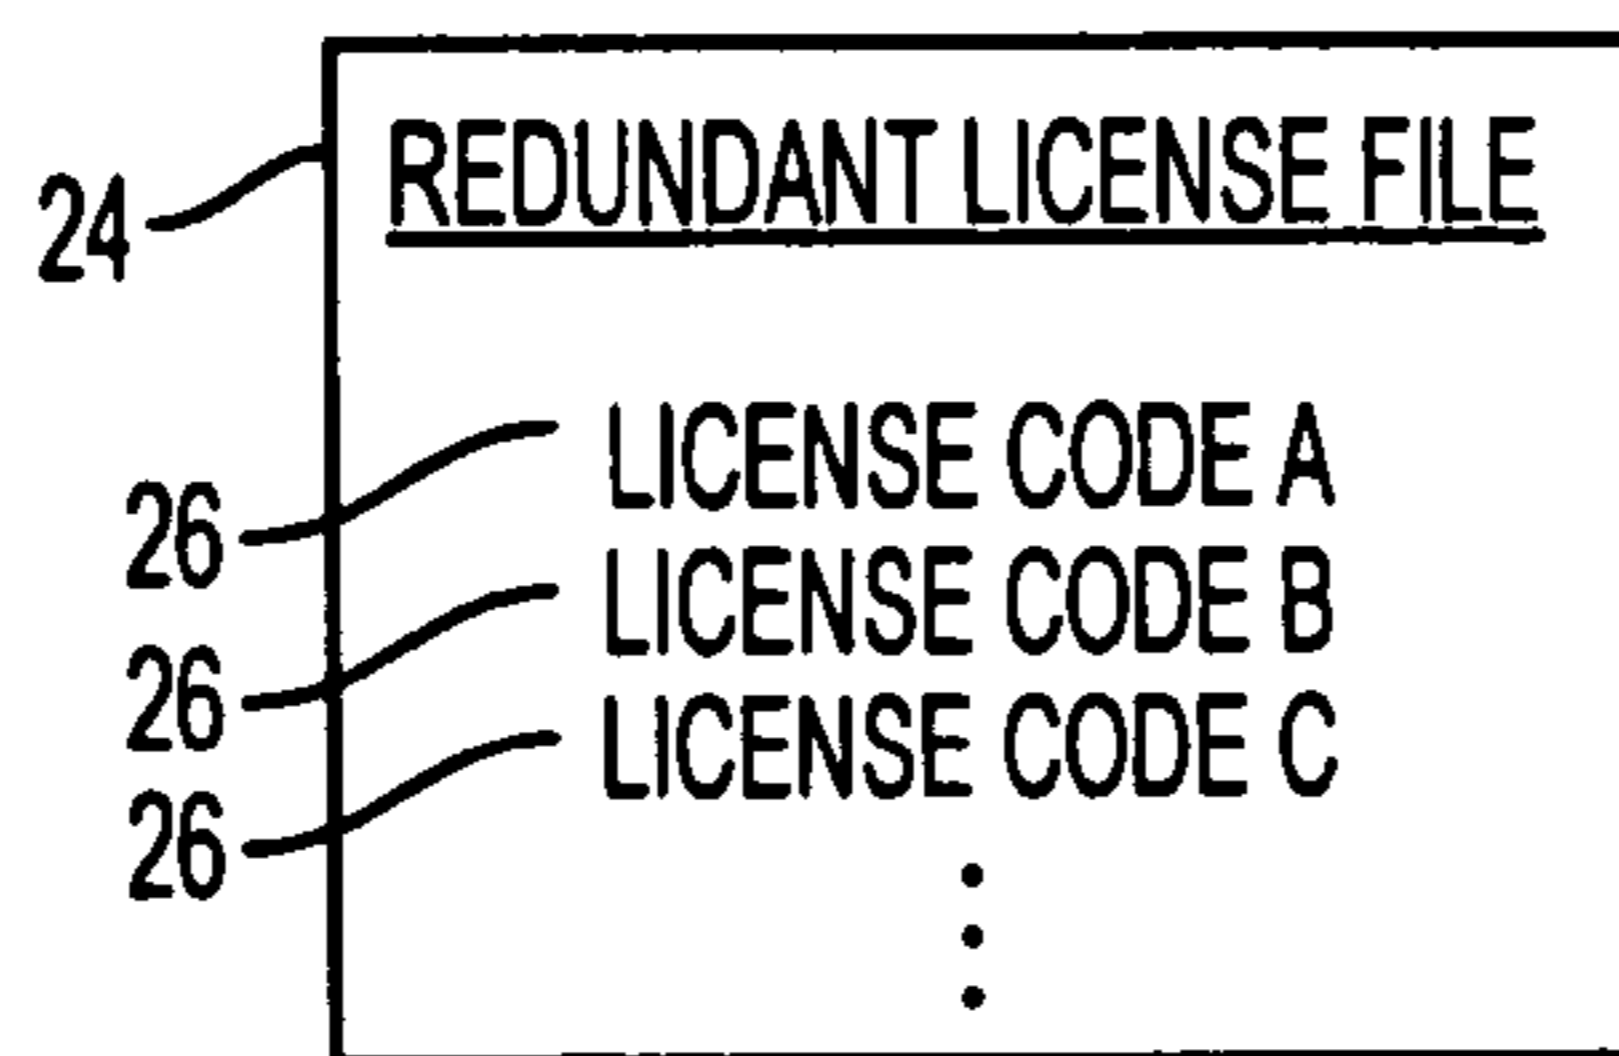 REDUNDANT LICENSE FILE
24
LICENSE CODE A
26
LICENSE CODE B
26
LICENSE CODE C
26